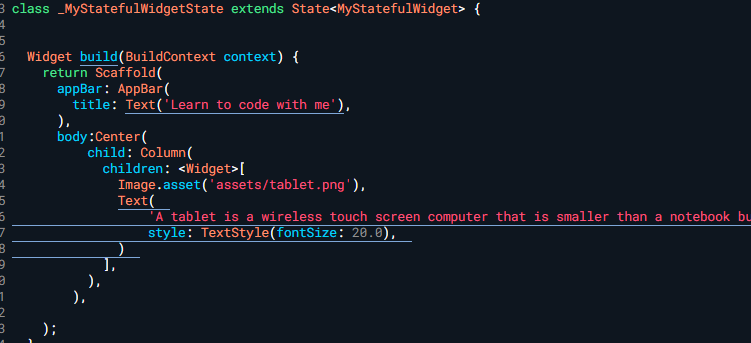 3 class _MyStatefulWidgetState extends State<MyStatefulWidget> {
4
5
6 Widget build(BuildContext context) {
7 return Scaffold(
8 appBar: AppBar(
9 title: Text('Learn to code with me'),
0 ),
1 body:Center(
2 child: Column(
3 children: <Widget>[
4 Image.asset('assets/tablet.png'),
5 Text(
6 'A tablet is a wireless touch screen computer that is smaller than a notebook bu
7 style: TextStyle(fontSize: 20.0),
8 )
9 ],
0 ),
1 ),
2
3 );